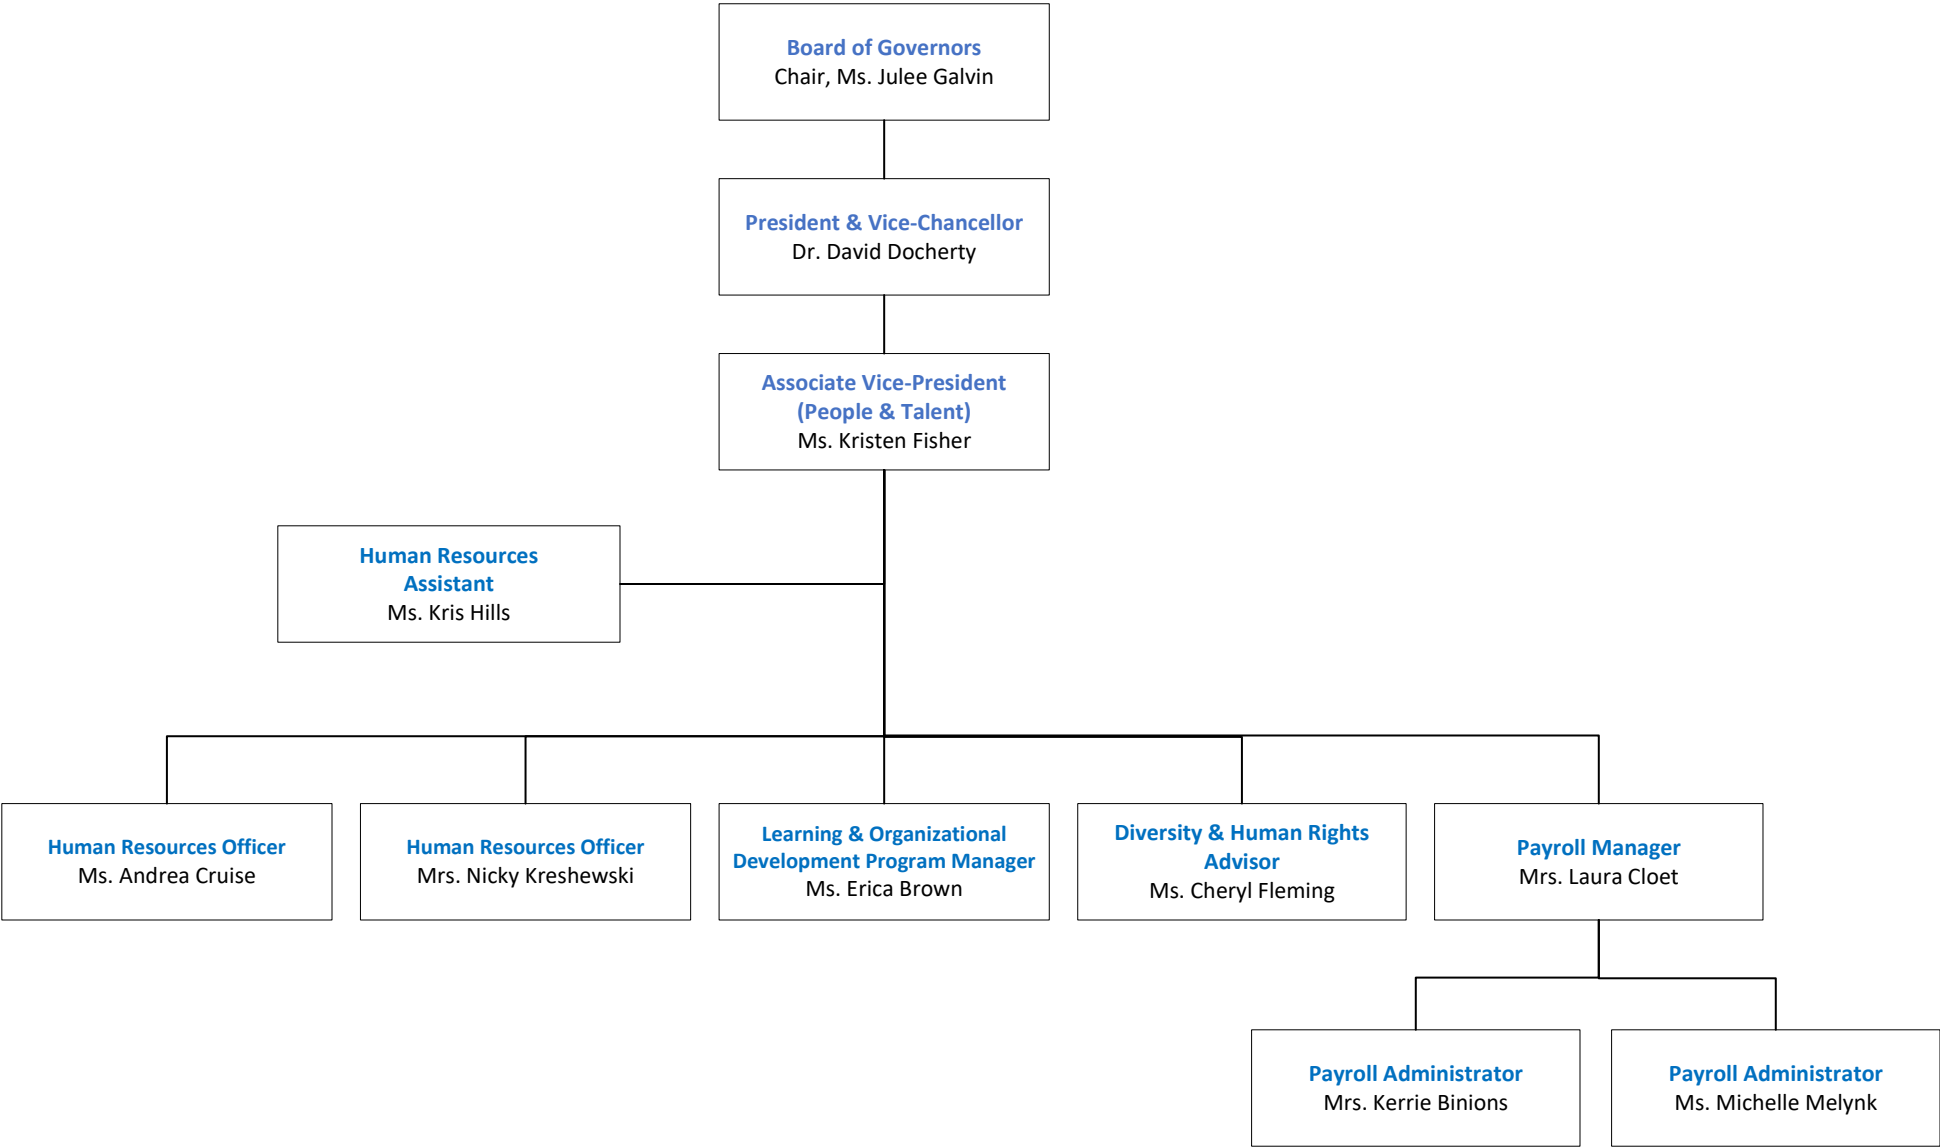 Board of Governors
Chair, Ms. Julee Galvin
President & Vice-Chancellor
Dr. David Docherty
Associate Vice-President
(People & Talent)
Ms. Kristen Fisher
Human Resources
Assistant
Ms. Kris Hills
Human Resources Officer
Ms. Andrea Cruise
Human Resources Officer
Mrs. Nicky Kreshewski
Learning & Organizational
Development Program Manager
Ms. Erica Brown
Diversity & Human Rights
Advisor
Ms. Cheryl Fleming
Payroll Manager
Mrs. Laura Cloet
Payroll Administrator
Mrs. Kerrie Binions
Payroll Administrator
Ms. Michelle Melynk